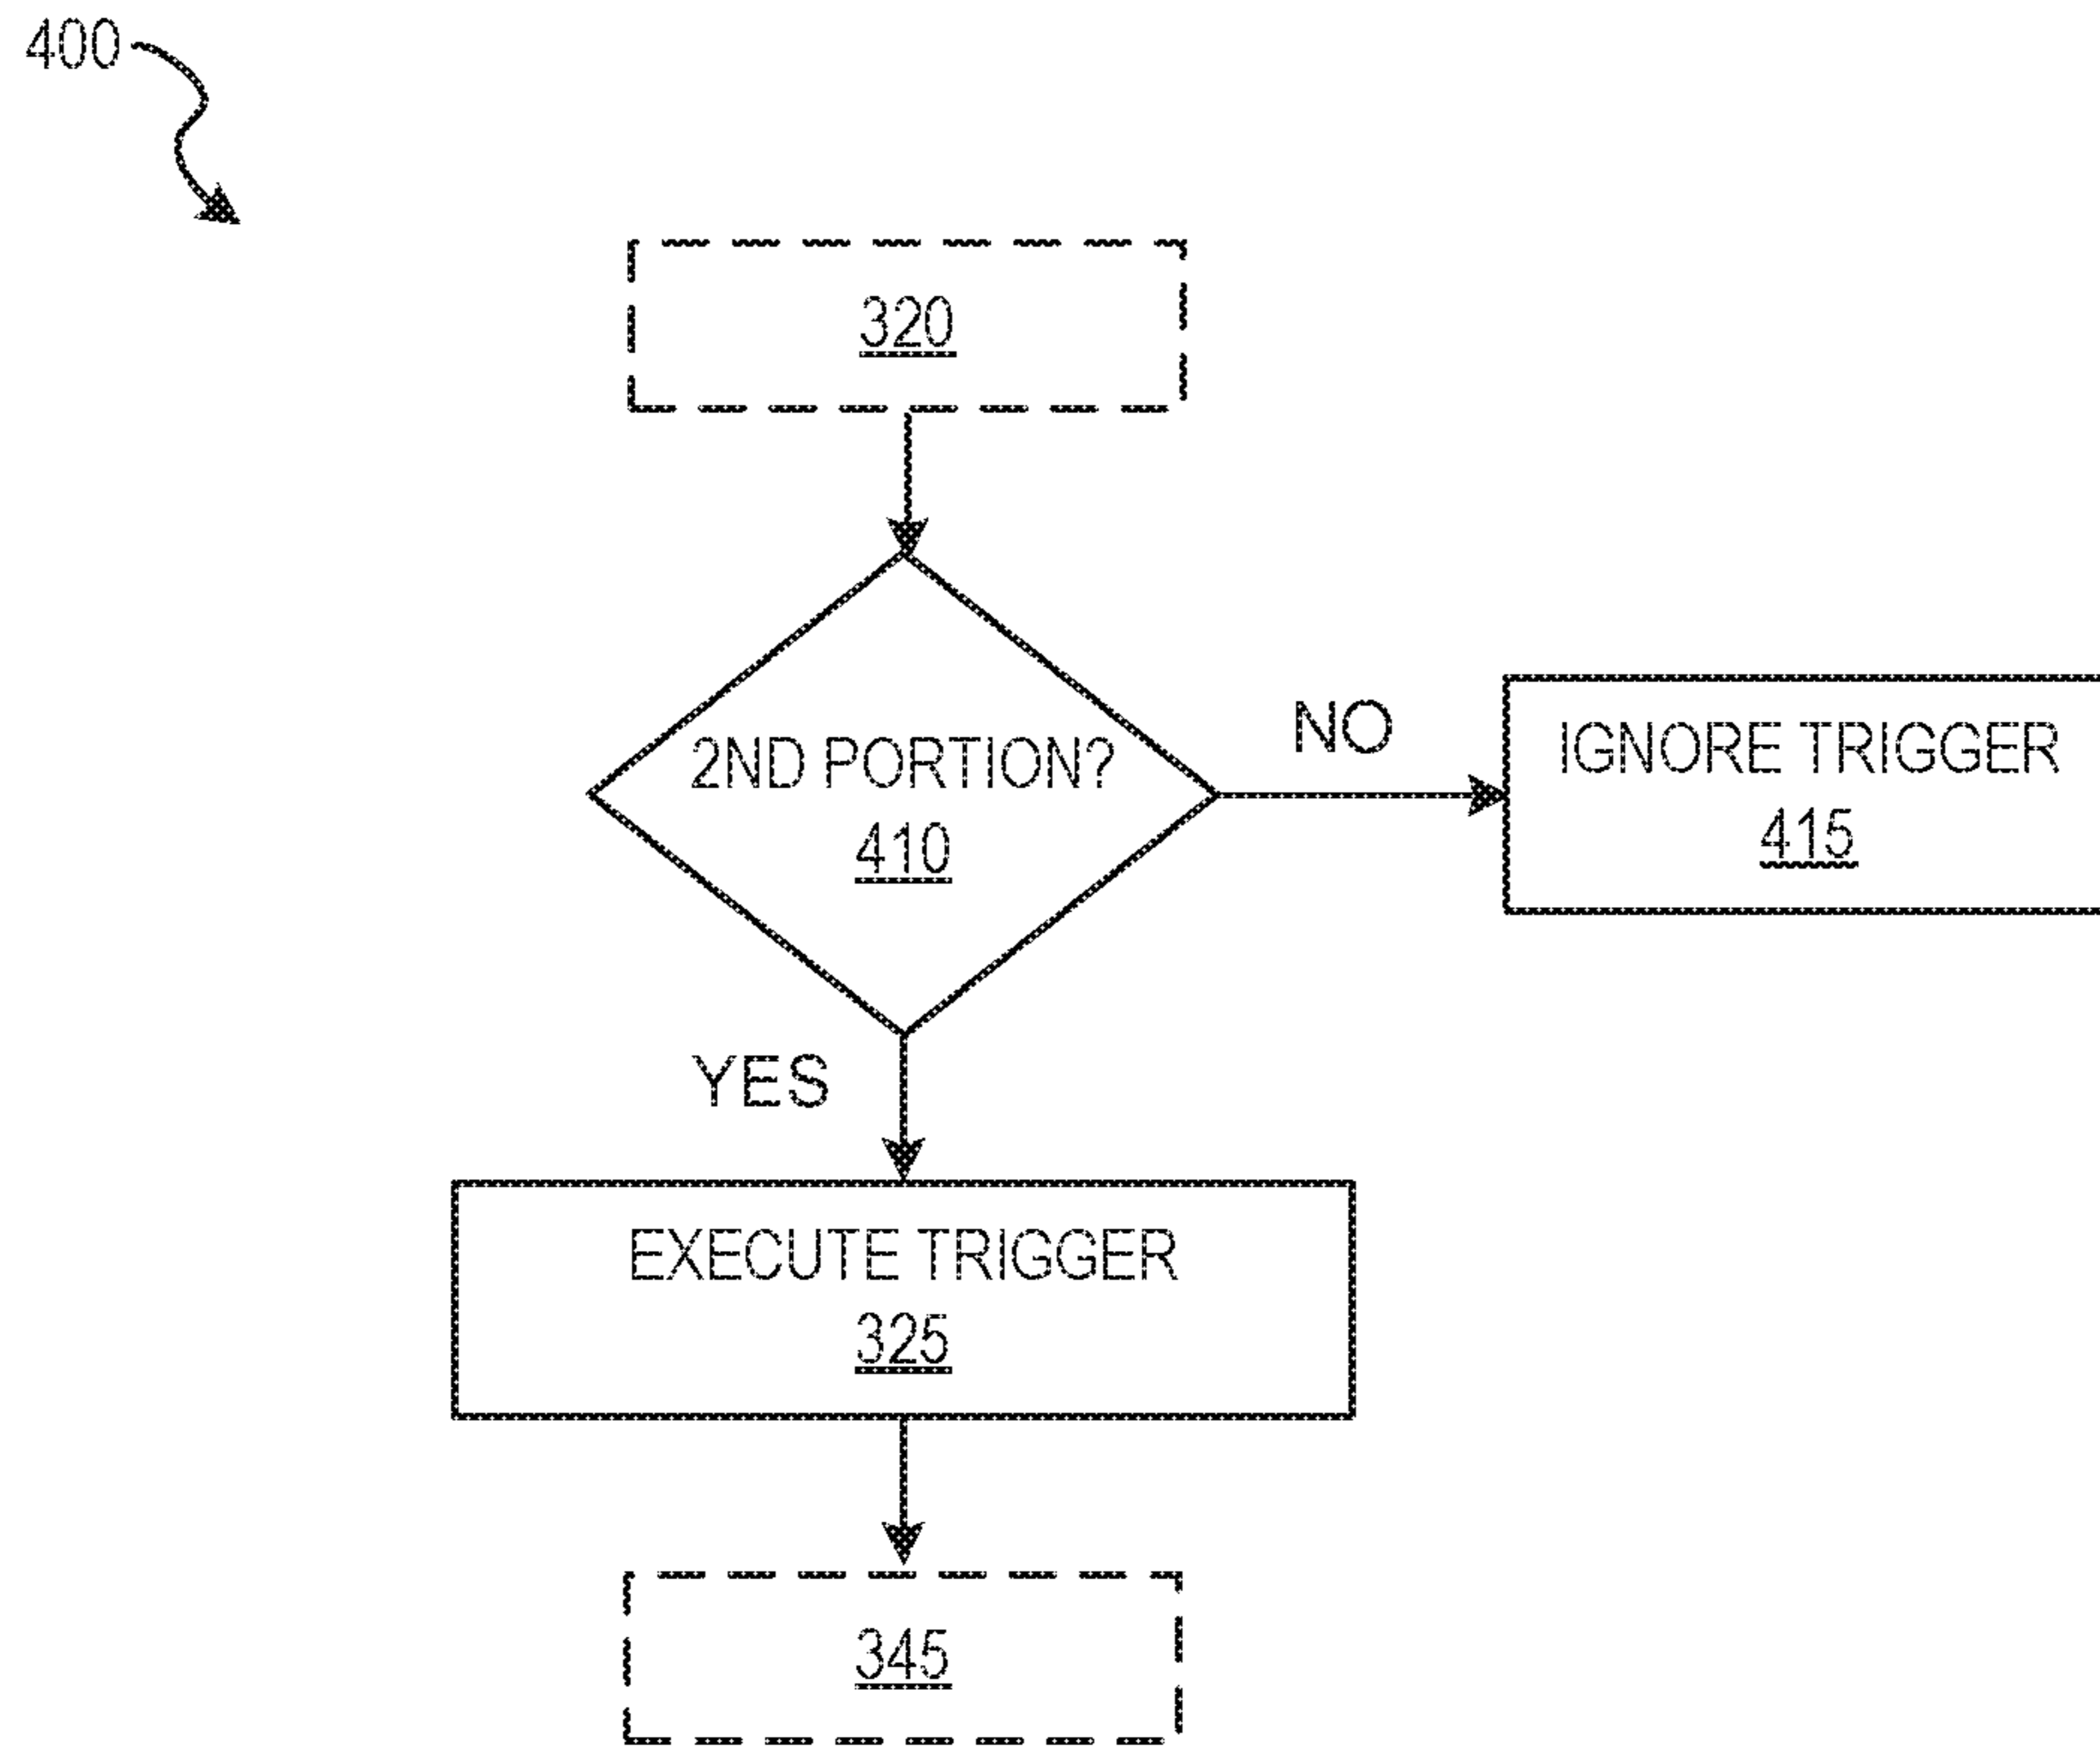 400
320
2ND PORTION?
410
NO
IGNORE TRIGGER
415
YES
EXECUTE TRIGGER
325
345